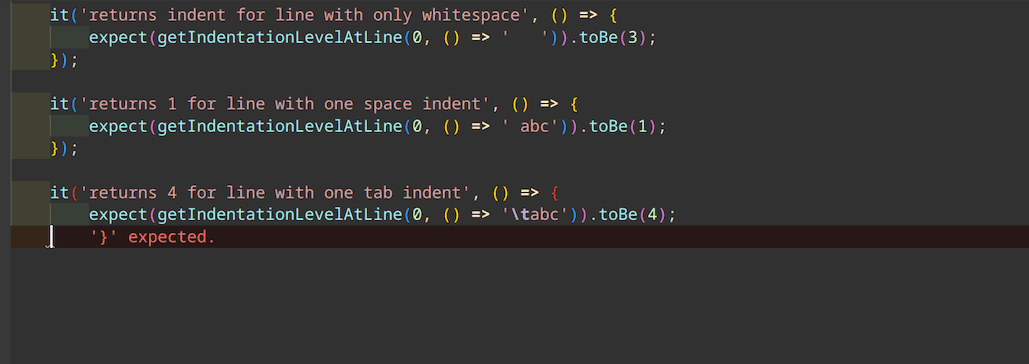 it('returns indent for line with only whitespace', () => {
    expect(getIndentationLevelAtLine(0, () => '   ')).toBe(3);
});
it('returns 1 for line with one space indent', () => {
    expect(getIndentationLevelAtLine(0, () => ' abc')).toBe(1);
});
it('returns 4 for line with one tab indent', () => {
    expect(getIndentationLevelAtLine(0, () => '\tabc')).toBe(4);
    '}' expected.